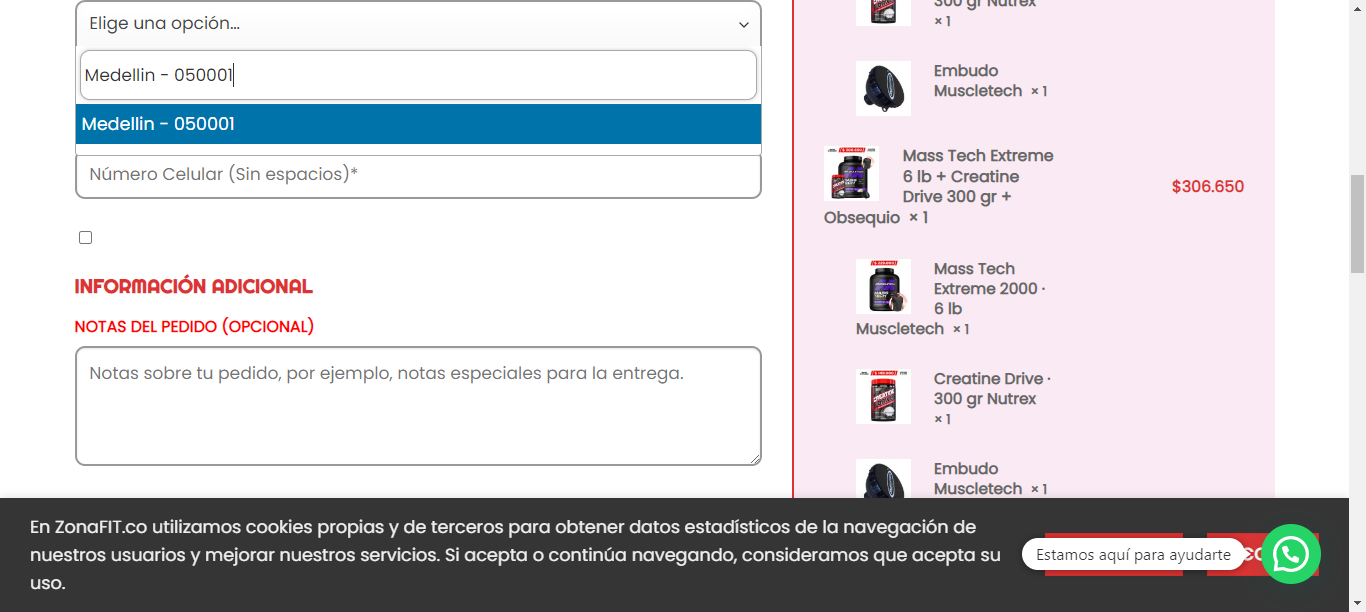 Elige una opción...
Medellin - 050001
Medellin - 050001
Número Celular (Sin espacios)*
INFORMACIÓN ADICIONAL
NOTAS DEL PEDIDO (OPCIONAL)
Notas sobre tu pedido, por ejemplo, notas especiales para la entrega.
300 gr Nutrex
× 1
Embudo
Muscletech × 1
Mass Tech Extreme
6 lb + Creatine
Drive 300 gr +
Obsequio × 1
$306.650
Mass Tech
Extreme 2000 ·
6 lb
Muscletech × 1
Creatine Drive ·
300 gr Nutrex
× 1
Embudo
Muscletech × 1
En ZonaFIT.co utilizamos cookies propias y de terceros para obtener datos estadísticos de la navegación de
nuestros usuarios y mejorar nuestros servicios. Si acepta o continúa navegando, consideramos que acepta su
uso.
Estamos aquí para ayudarte